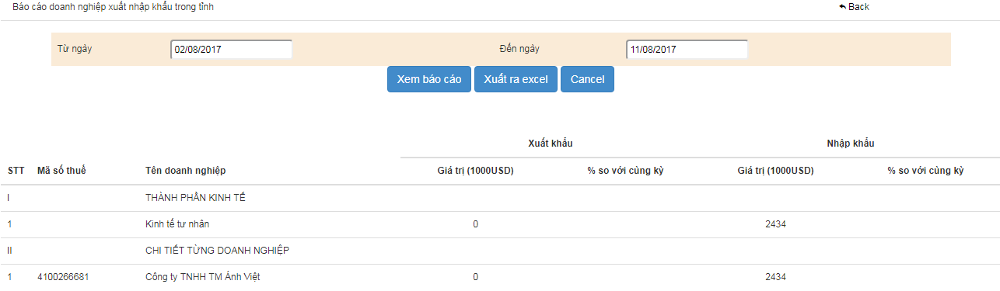 Báo cáo doanh nghiệp xuất nhập khẩu trong tỉnh Back
Từ ngày 02/08/2017 Đến ngày 11/08/2017
Xem báo cáo Xuất ra excel Cancel
Xuất khẩu Nhập khẩu
STT Mã số thuế Tên doanh nghiệp Giá trị (1000USD) % so với cùng kỳ Giá trị (1000USD) % so với cùng kỳ
I THÀNH PHẦN KINH TẾ
1 Kinh tế tư nhân 0 2434
II CHI TIẾT TỪNG DOANH NGHIỆP
1 4100266681 Công ty TNHH TM Ánh Việt 0 2434